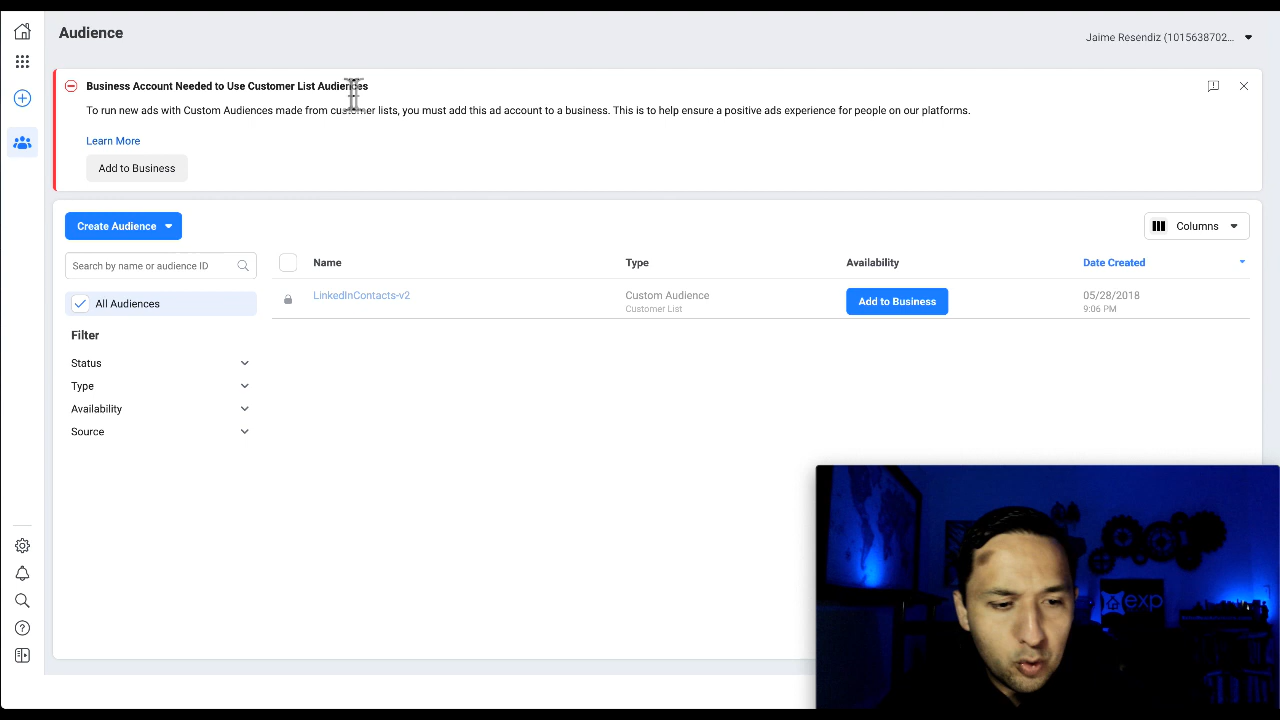 Audience
Jaime Resendiz (1015638702...
Business Account Needed to Use Customer List Audiences
To run new ads with Custom Audiences made from customer lists, you must add this ad account to a business. This is to help ensure a positive ads experience for people on our platforms.
Learn More
Add to Business
Create Audience
Columns
Search by name or audience ID
Name
Type
Availability
Date Created
All Audiences
LinkedInContacts-v2
Custom Audience
Customer List
Add to Business
05/28/2018
9:06 PM
Filter
Status
Type
Availability
Source
exp